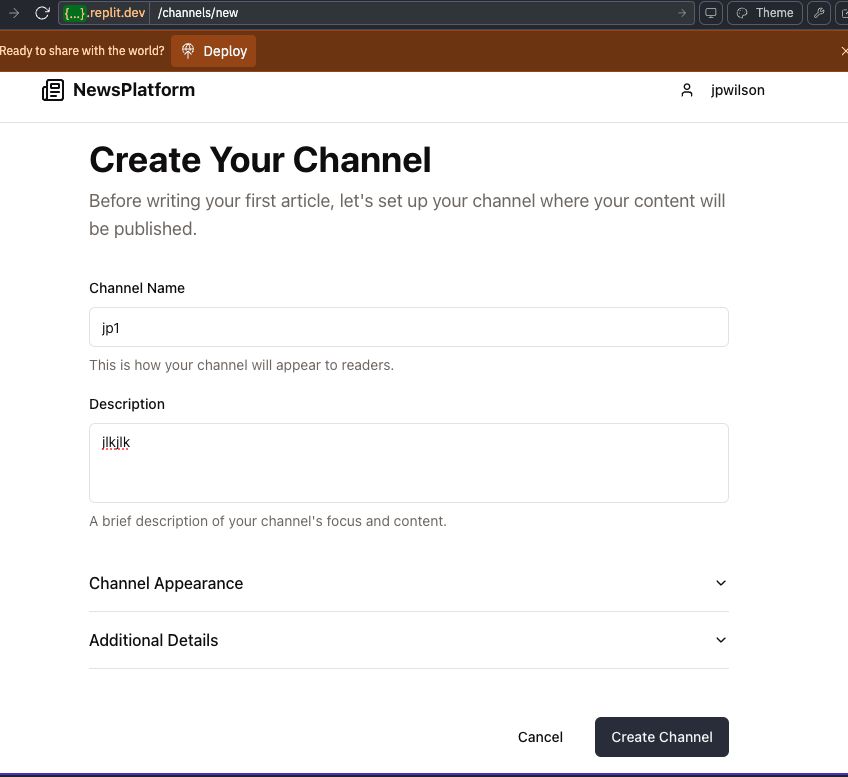 {...}.replit.dev /channels/new Theme
Ready to share with the world? Deploy
NewsPlatform jpwilson
Create Your Channel
Before writing your first article, let's set up your channel where your content will
be published.
Channel Name
jp1
This is how your channel will appear to readers.
Description
jlkjlk
A brief description of your channel's focus and content.
Channel Appearance
Additional Details
Cancel Create Channel